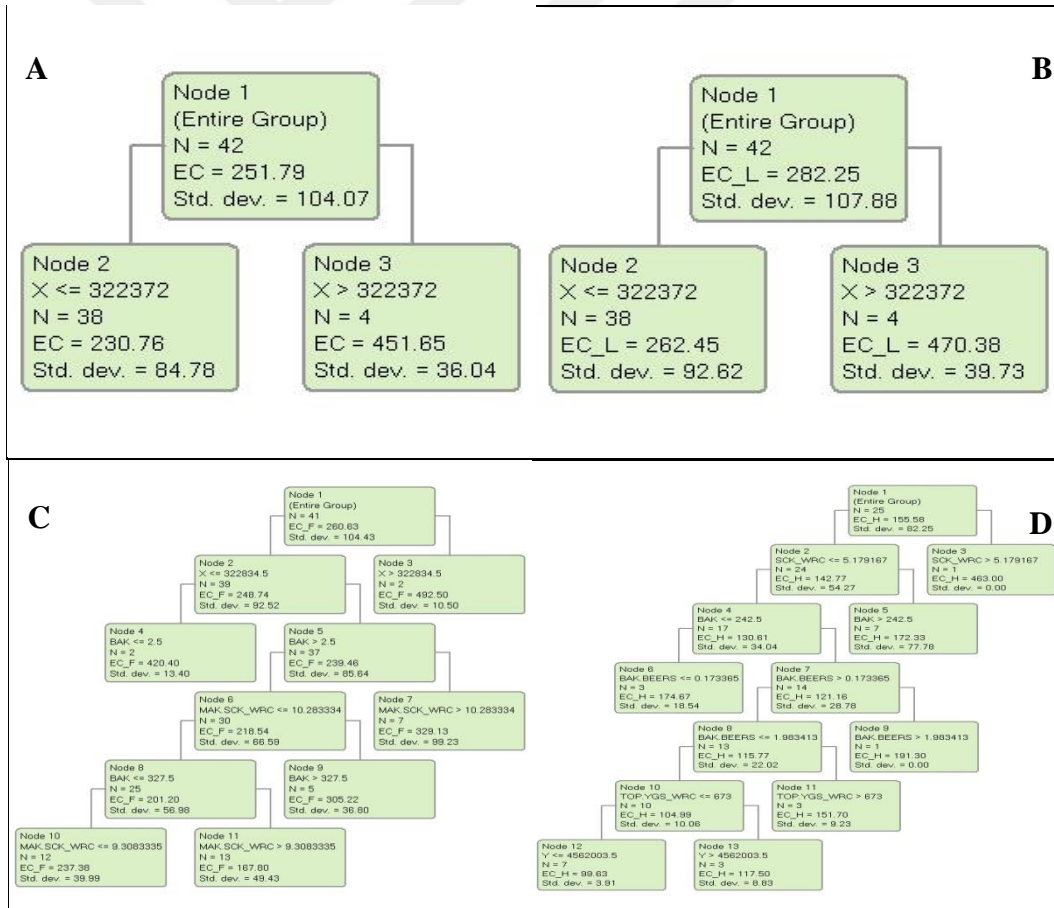 A
Node 1
(Entire Group)
N = 42
EC = 251.79
Std. dev. = 104.07
Node 2
X <= 322372
N = 38
EC = 230.76
Std. dev. = 84.78
Node 3
X > 322372
N = 4
EC = 451.65
Std. dev. = 36.04
B
Node 1
(Entire Group)
N = 42
EC_L = 282.25
Std. dev. = 107.88
Node 2
X <= 322372
N = 38
EC_L = 262.45
Std. dev. = 92.62
Node 3
X > 322372
N = 4
EC_L = 470.38
Std. dev. = 39.73
C
Node 1
(Entire Group)
N = 41
EC_F = 260.63
Std. dev. = 104.43
Node 2
X <= 322834.5
N = 39
EC_F = 248.74
Std. dev. = 92.52
Node 3
X > 322834.5
N = 2
EC_F = 492.50
Std. dev. = 10.50
Node 4
BAK <= 2.5
N = 2
EC_F = 420.40
Std. dev. = 13.40
Node 5
BAK > 2.5
N = 37
EC_F = 239.46
Std. dev. = 85.64
Node 6
MAK.SCK_WRC <= 10.283334
N = 30
EC_F = 218.54
Std. dev. = 66.59
Node 7
MAK.SCK_WRC > 10.283334
N = 7
EC_F = 329.13
Std. dev. = 99.23
Node 8
BAK <= 327.5
N = 25
EC_F = 201.20
Std. dev. = 56.98
Node 9
BAK > 327.5
N = 5
EC_F = 305.22
Std. dev. = 36.80
Node 10
MAK.SCK_WRC <= 9.3083335
N = 12
EC_F = 237.38
Std. dev. = 39.99
Node 11
MAK.SCK_WRC > 9.3083335
N = 13
EC_F = 167.80
Std. dev. = 49.43
D
Node 1
(Entire Group)
N = 25
EC_H = 155.58
Std. dev. = 82.25
Node 2
SCK_WRC <= 5.179167
N = 24
EC_H = 142.77
Std. dev. = 54.27
Node 3
SCK_WRC > 5.179167
N = 1
EC_H = 463.00
Std. dev. = 0.00
Node 4
BAK <= 242.5
N = 17
EC_H = 130.61
Std. dev. = 34.04
Node 5
BAK > 242.5
N = 7
EC_H = 172.33
Std. dev. = 77.78
Node 6
BAK.BEERS <= 0.173365
N = 3
EC_H = 174.67
Std. dev. = 18.54
Node 7
BAK.BEERS > 0.173365
N = 14
EC_H = 121.16
Std. dev. = 28.78
Node 8
BAK.BEERS <= 1.983413
N = 13
EC_H = 115.77
Std. dev. = 22.02
Node 9
BAK.BEERS > 1.983413
N = 1
EC_H = 191.30
Std. dev. = 0.00
Node 10
TOP.YGS_WRC <= 673
N = 10
EC_H = 104.99
Std. dev. = 10.06
Node 11
TOP.YGS_WRC > 673
N = 3
EC_H = 151.70
Std. dev. = 9.23
Node 12
Y <= 4562003.5
N = 7
EC_H = 99.63
Std. dev. = 3.91
Node 13
Y > 4562003.5
N = 3
EC_H = 117.50
Std. dev. = 8.83